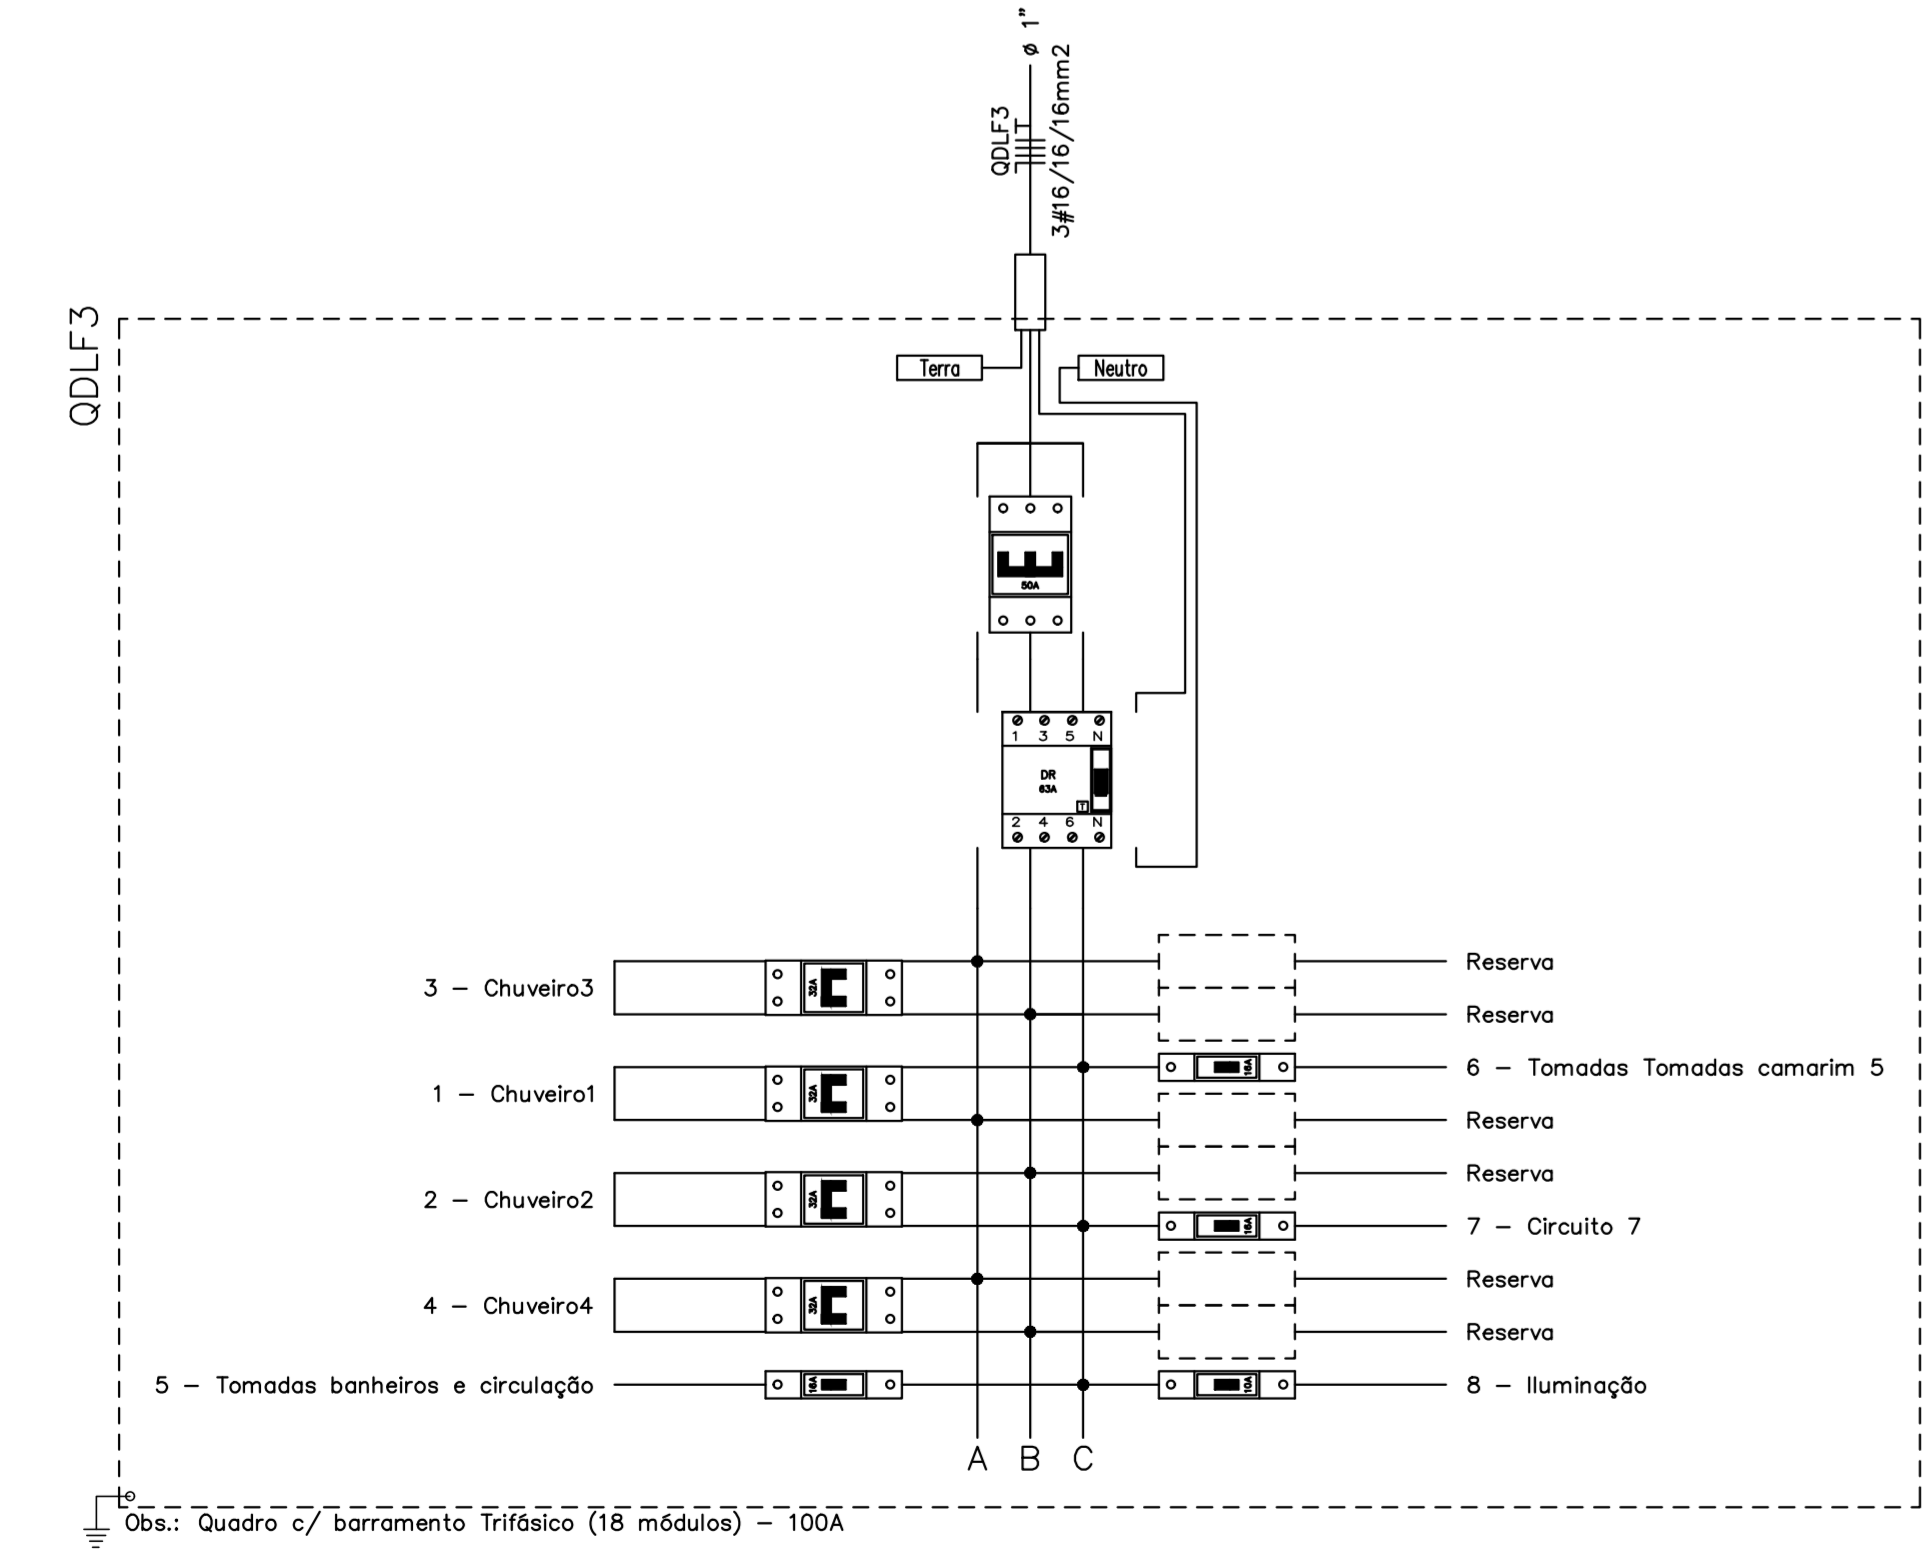 ø 1”
QDLF3
3#16/16/16mm2
QDLF3
Terra
Neutro
50A
1 3 5 N
DR
63A
T
2 4 6 N
3 – Chuveiro3
32A
Reserva
Reserva
16A
6 – Tomadas Tomadas camarim 5
1 – Chuveiro1
32A
Reserva
Reserva
2 – Chuveiro2
32A
16A
7 – Circuito 7
Reserva
4 – Chuveiro4
32A
Reserva
5 – Tomadas banheiros e circulação
16A
10A
8 – Iluminação
A B C
Obs.: Quadro c/ barramento Trifásico (18 módulos) – 100A